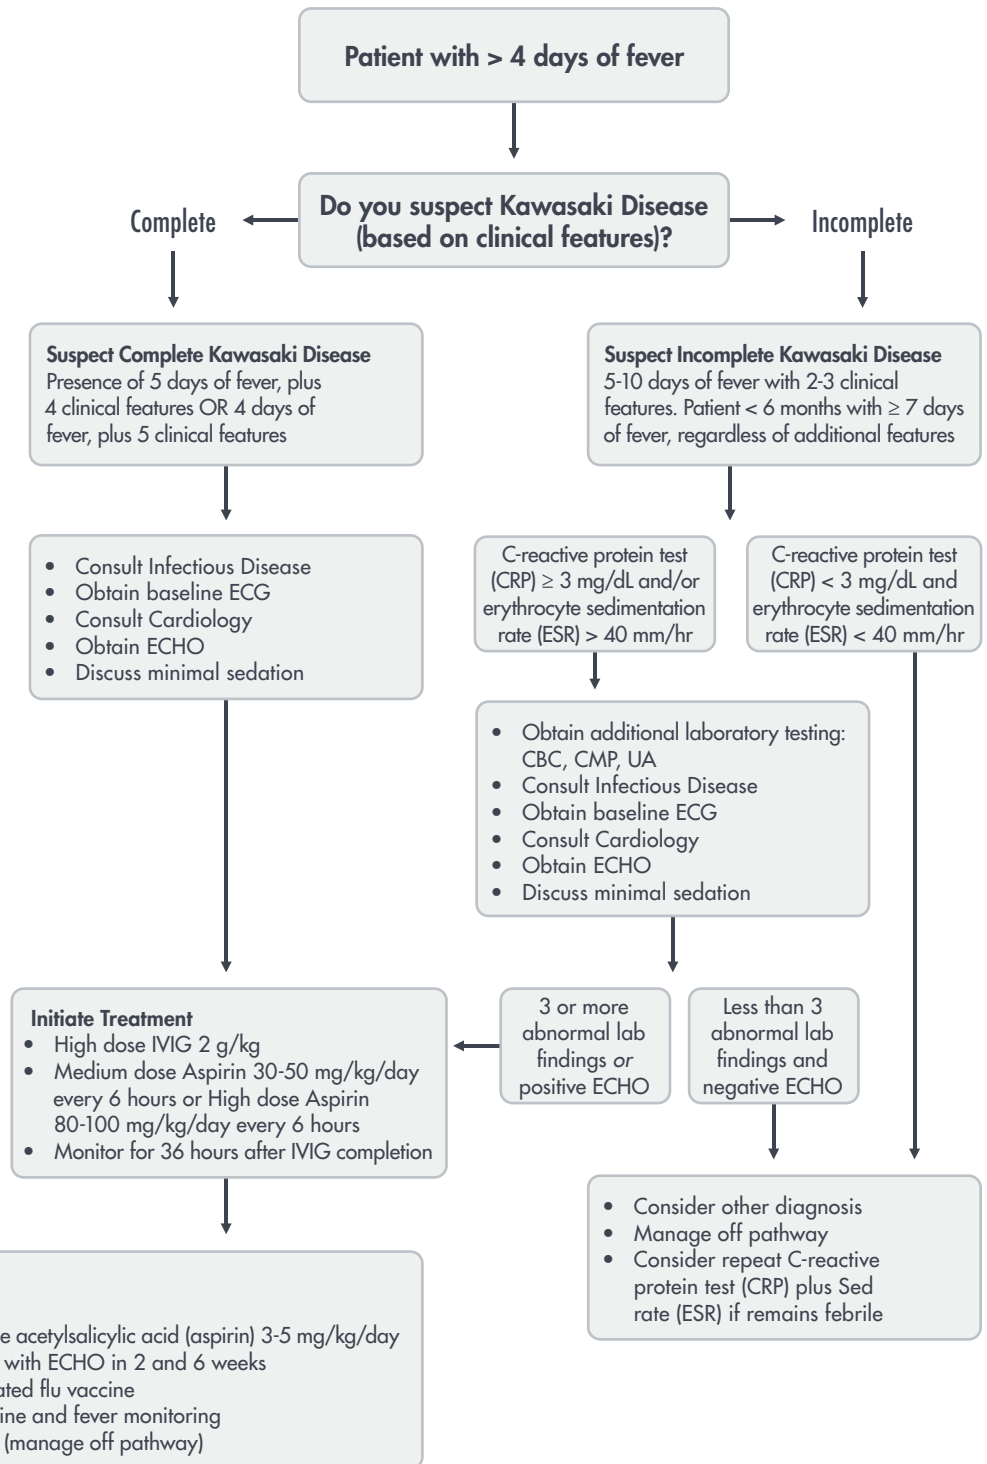 Patient with > 4 days of fever
Do you suspect Kawasaki Disease
(based on clinical features)?
Complete
Incomplete
Suspect Complete Kawasaki Disease
Presence of 5 days of fever, plus
4 clinical features OR 4 days of
fever, plus 5 clinical features
Suspect Incomplete Kawasaki Disease
5-10 days of fever with 2-3 clinical
features. Patient < 6 months with ≥ 7 days
of fever, regardless of additional features
• Consult Infectious Disease
• Obtain baseline ECG
• Consult Cardiology
• Obtain ECHO
• Discuss minimal sedation
C-reactive protein test
(CRP) ≥ 3 mg/dL and/or
erythrocyte sedimentation
rate (ESR) > 40 mm/hr
C-reactive protein test
(CRP) < 3 mg/dL and
erythrocyte sedimentation
rate (ESR) < 40 mm/hr
• Obtain additional laboratory testing:
CBC, CMP, UA
• Consult Infectious Disease
• Obtain baseline ECG
• Consult Cardiology
• Obtain ECHO
• Discuss minimal sedation
Initiate Treatment
• High dose IVIG 2 g/kg
• Medium dose Aspirin 30-50 mg/kg/day
every 6 hours or High dose Aspirin
80-100 mg/kg/day every 6 hours
• Monitor for 36 hours after IVIG completion
3 or more
abnormal lab
findings or
positive ECHO
Less than 3
abnormal lab
findings and
negative ECHO
• Consider other diagnosis
• Manage off pathway
• Consider repeat C-reactive
protein test (CRP) plus Sed
rate (ESR) if remains febrile
acetylsalicylic acid (aspirin) 3-5 mg/kg/day
with ECHO in 2 and 6 weeks
flu vaccine
and fever monitoring
(manage off pathway)